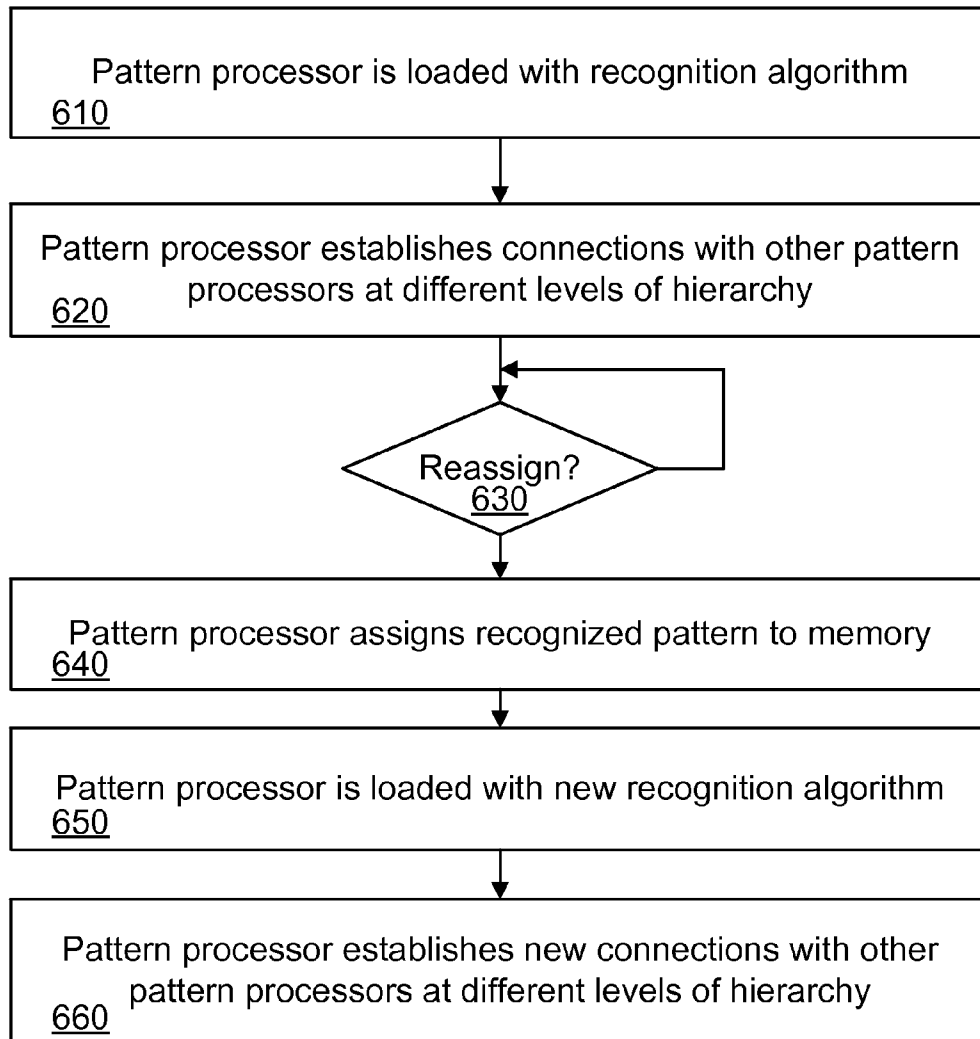 Pattern processor is loaded with recognition algorithm
610
Pattern processor establishes connections with other pattern
processors at different levels of hierarchy
620
Reassign?
630
Pattern processor assigns recognized pattern to memory
640
Pattern processor is loaded with new recognition algorithm
650
Pattern processor establishes new connections with other
pattern processors at different levels of hierarchy
660